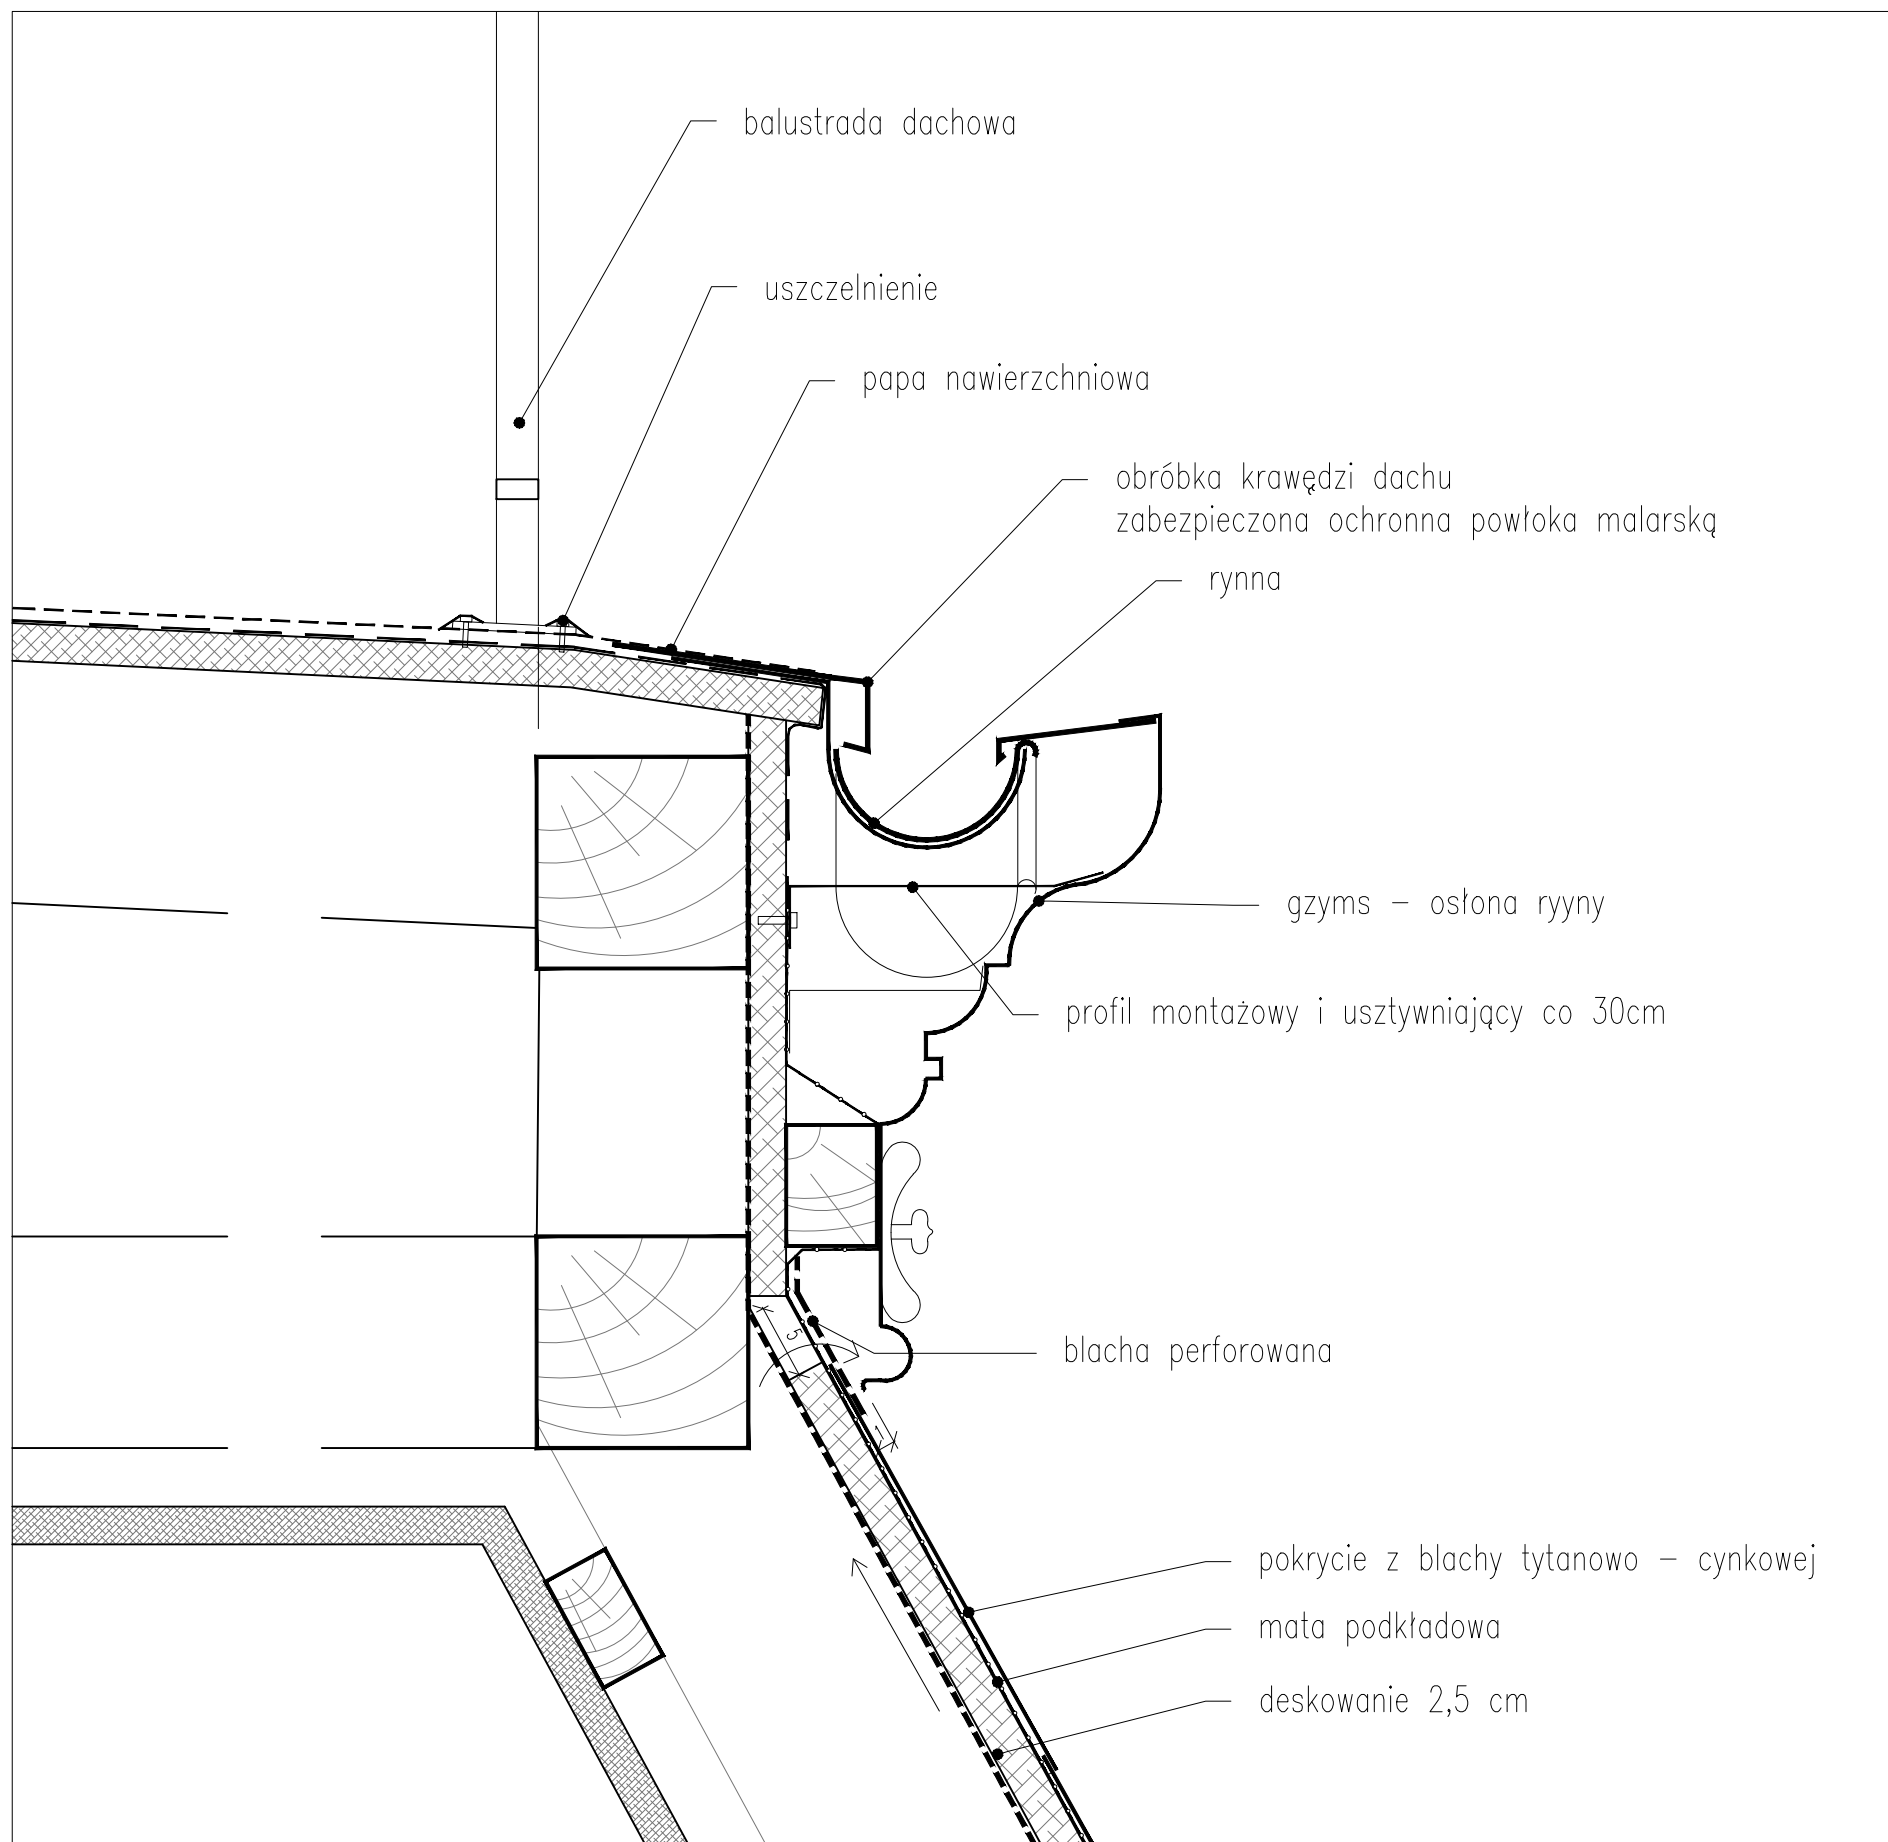 balustrada dachowa
uszczelnienie
papa nawierzchniowa
obróbka krawędzi dachu
zabezpieczona ochronna powłoka malarską
rynna
gzyms – osłona ryyny
profil montażowy i usztywniający co 30cm
5
blacha perforowana
1
pokrycie z blachy tytanowo – cynkowej
mata podkładowa
deskowanie 2,5 cm